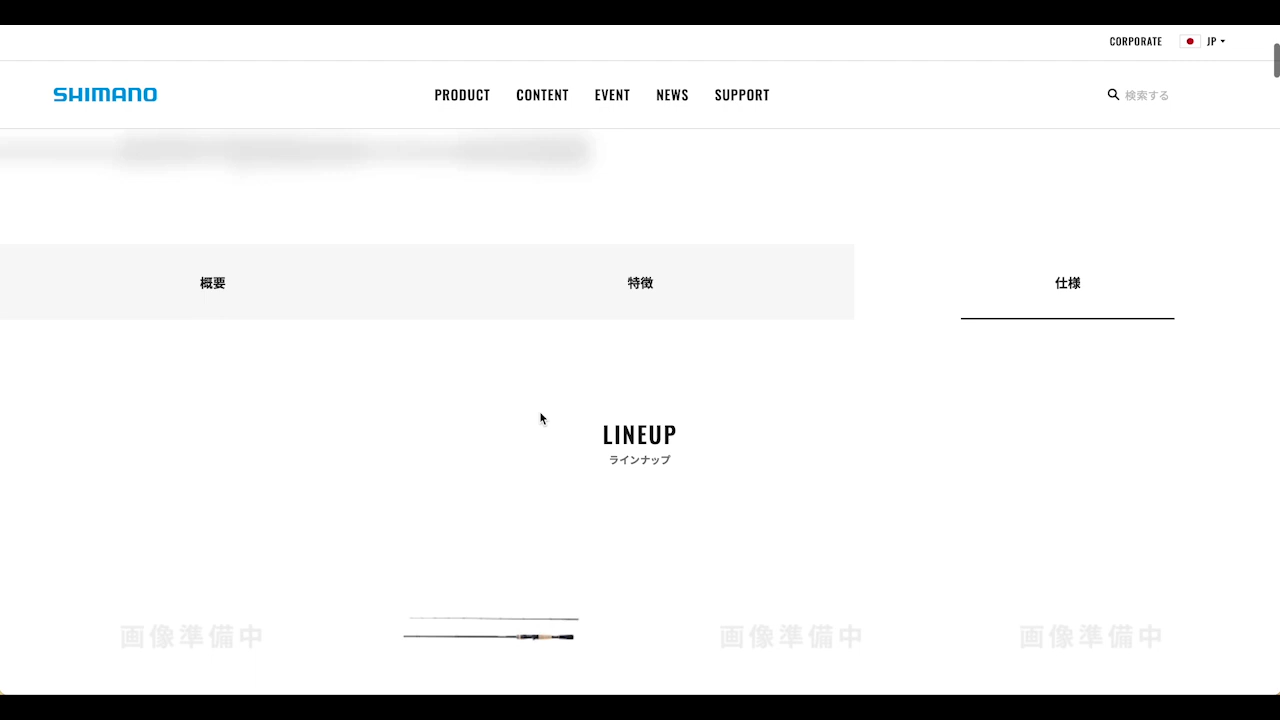 CORPORATE JP
SHIMANO PRODUCT CONTENT EVENT NEWS SUPPORT 検索する
概要 特徴 仕様
LINEUP
ラインナップ
画像準備中 画像準備中 画像準備中